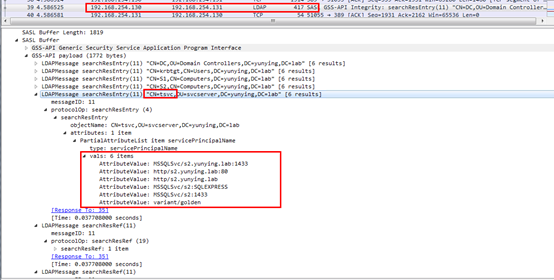 39 4.586525 192.168.254.130 192.168.254.131 LDAP 417 SASL GSS-API Integrity: searchResEntry(11) "CN=DC,OU=Domain Controllers,
40 4.586581 192.168.254.131 192.168.254.130 TCP 54 51055 → 389 [ACK] Seq=1931 Ack=2162 Win=65536 Len=0
SASL Buffer Length: 1819
SASL Buffer
GSS-API Generic Security Service Application Program Interface
GSS-API payload (1772 bytes)
LDAPMessage searchResEntry(11) "CN=DC,OU=Domain Controllers,DC=yunying,DC=lab" [6 results]
LDAPMessage searchResEntry(11) "CN=krbtgt,CN=Users,DC=yunying,DC=lab" [6 results]
LDAPMessage searchResEntry(11) "CN=S1,CN=Computers,DC=yunying,DC=lab" [6 results]
LDAPMessage searchResEntry(11) "CN=S2,CN=Computers,DC=yunying,DC=lab" [6 results]
LDAPMessage searchResEntry(11) "CN=tsvc,OU=svcserver,DC=yunying,DC=lab" [6 results]
messageID: 11
protocolOp: searchResEntry (4)
searchResEntry
objectName: CN=tsvc,OU=svcserver,DC=yunying,DC=lab
attributes: 1 item
PartialAttributeList item servicePrincipalName
type: servicePrincipalName
vals: 6 items
AttributeValue: MSSQLSvc/s2.yunying.lab:1433
AttributeValue: http/s2.yunying.lab:80
AttributeValue: http/s2.yunying.lab
AttributeValue: MSSQLSvc/s2:SQLEXPRESS
AttributeValue: MSSQLSvc/s2:1433
AttributeValue: variant/golden
[Response To: 35]
[Time: 0.037708000 seconds]
LDAPMessage searchResRef(11)
messageID: 11
protocolOp: searchResRef (19)
searchResRef: 1 item
[Response To: 35]
[Time: 0.037708000 seconds]
LDAPMessage searchResRef(11)